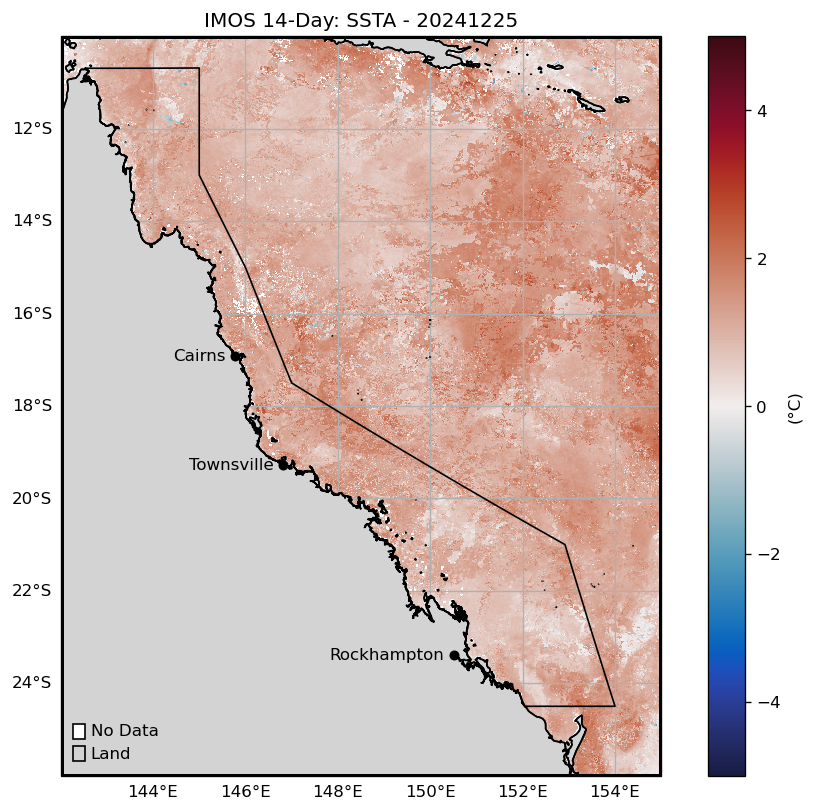 IMOS 14-Day: SSTA - 20241225
12°S
14°S
16°S
18°S
20°S
22°S
24°S
Cairns
Townsville
Rockhampton
No Data
Land
144°E 146°E 148°E 150°E 152°E 154°E
4
2
0
−2
−4
(°C)